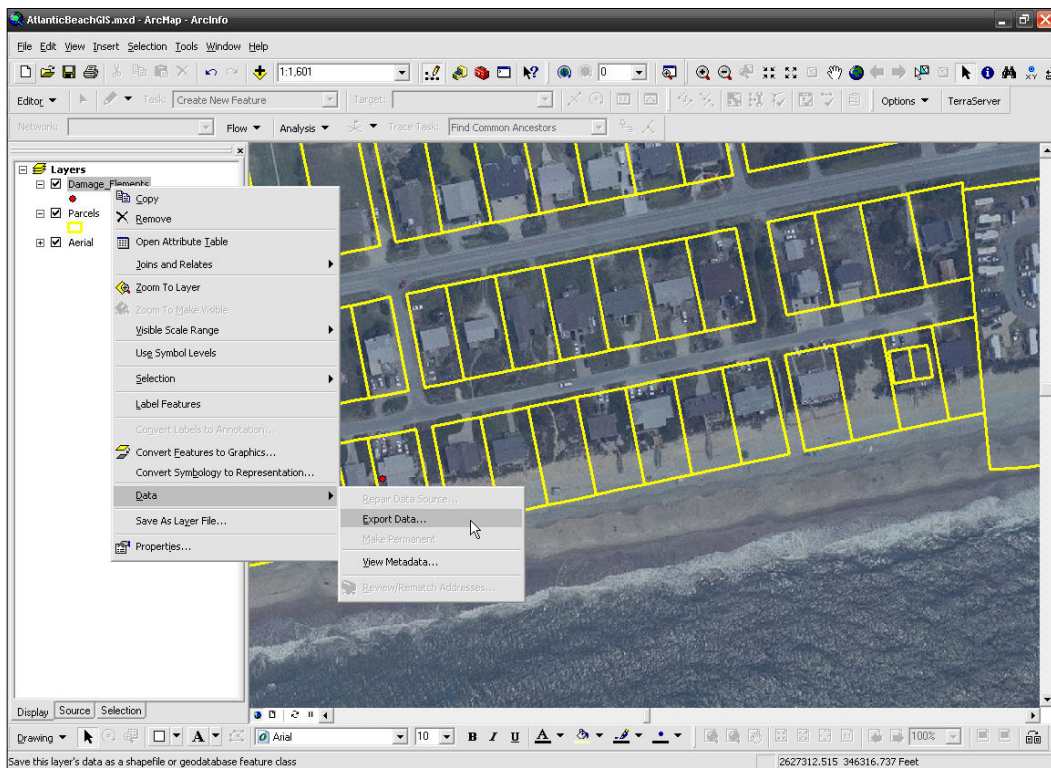 AtlanticBeachGIS.mxd - ArcMap - ArcInfo
File Edit View Insert Selection Tools Window Help
1:1,601 0
Editor Task: Create New Feature Target: Options TerraServer
Network: Flow Analysis Trace Task: Find Common Ancestors
Layers
Damage_Elements
Parcels
Aerial
Copy
Remove
Open Attribute Table
Joins and Relates
Zoom To Layer
Zoom To Make Visible
Visible Scale Range
Use Symbol Levels
Selection
Label Features
Convert Labels to Annotation...
Convert Features to Graphics...
Convert Symbology to Representation...
Data
Save As Layer File...
Properties...
Repair Data Source...
Export Data...
Make Permanent
View Metadata...
Review/Rematch Addresses...
Display Source Selection
Drawing A Arial 10 B I U A 100%
Save this layer's data as a shapefile or geodatabase feature class 2627312.515 346316.737 Feet